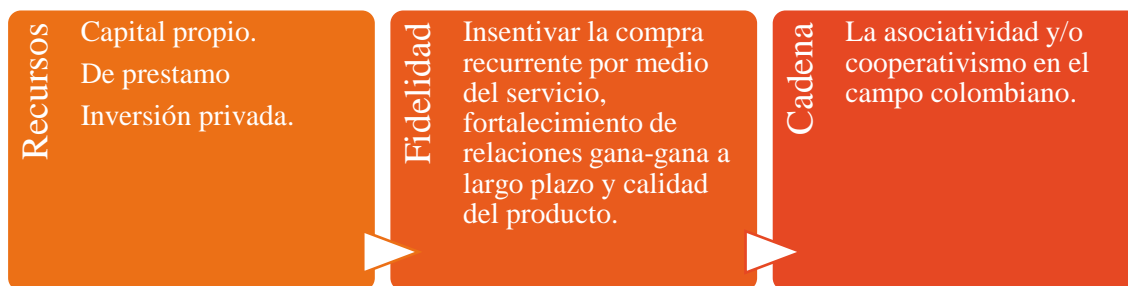 Recursos
Capital propio.
De prestamo
Inversión privada.
Fidelidad
Insentivar la compra
recurrente por medio
del servicio,
fortalecimiento de
relaciones gana-gana a
largo plazo y calidad
del producto.
Cadena
La asociatividad y/o
cooperativismo en el
campo colombiano.